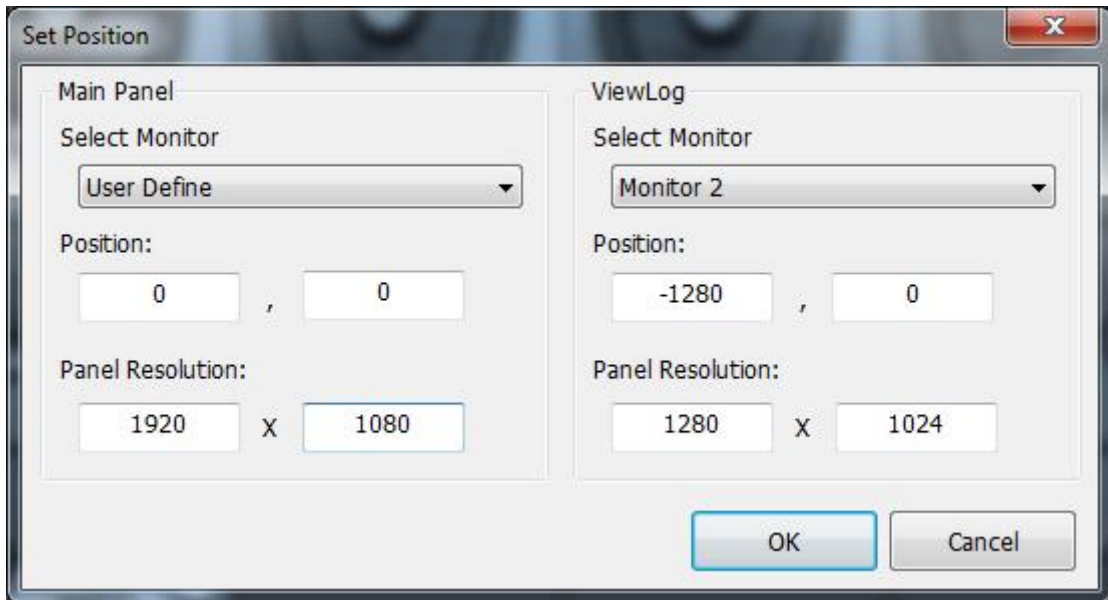 Set Position
Main Panel
Select Monitor
User Define
Position:
0 , 0
Panel Resolution:
1920 X 1080
ViewLog
Select Monitor
Monitor 2
Position:
-1280 , 0
Panel Resolution:
1280 X 1024
OK Cancel